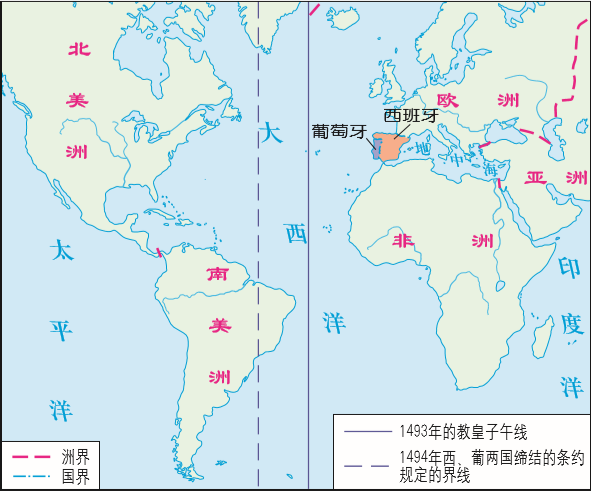 北美洲
大西洋
欧洲
西班牙
葡萄牙
地中海
亚洲
非洲
太平洋
南美洲
印度洋
洲界
国界
1493年的教皇子午线
1494年西、葡两国缔结的条约
规定的界线